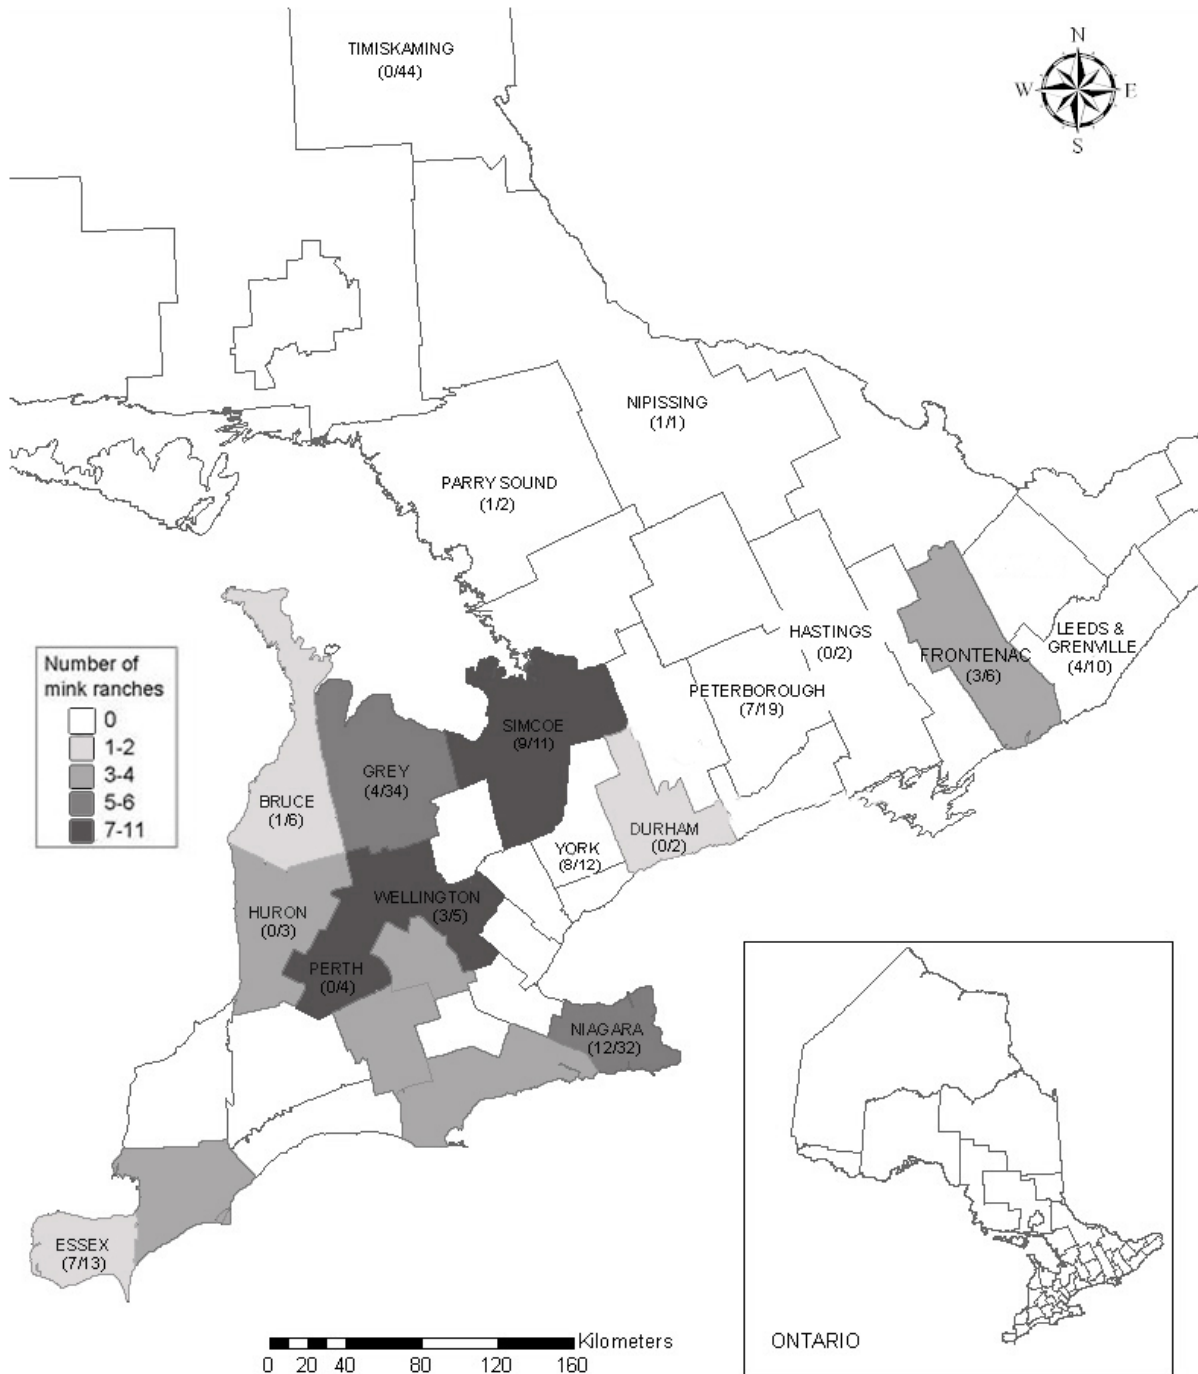 TIMISKAMING
(0/44)
N
W
E
S
NIPISSING
(1/1)
PARRY SOUND
(1/2)
HASTINGS
(0/2)
LEEDS &
GRENVILLE
(4/10)
FRONTENAC
(3/6)
PETERBOROUGH
(7/19)
Number of
mink ranches
0
1-2
3-4
5-6
7-11
SIMCOE
(9/11)
GREY
(4/34)
BRUCE
(1/6)
DURHAM
(0/2)
YORK
(8/12)
WELLINGTON
(3/5)
HURON
(0/3)
PERTH
(0/4)
NIAGARA
(12/32)
ESSEX
(7/13)
Kilometers
0 20 40 80 120 160
ONTARIO